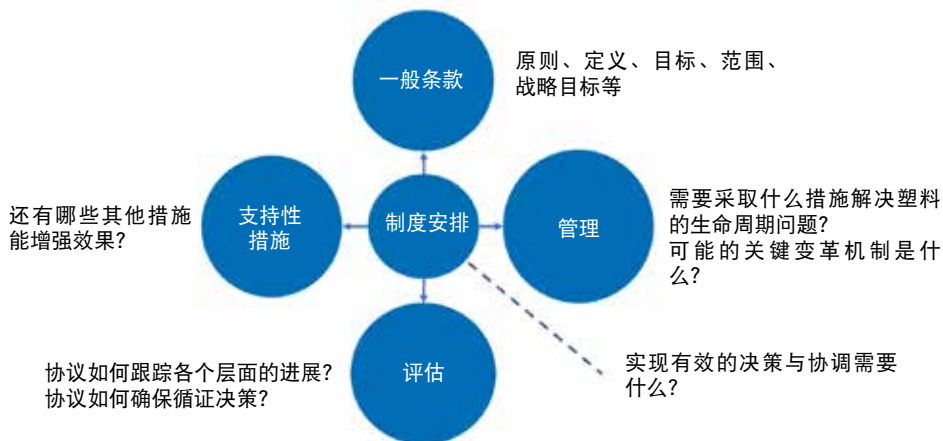 一般条款
原则、定义、目标、范围、
战略目标等
还有哪些其他措施
能增强效果?
支持性
措施
制度安排
管理
需要采取什么措施解决塑料
的生命周期问题?
可能的关键变革机制是什
么?
协议如何跟踪各个层面的进展?
协议如何确保循证决策?
评估
实现有效的决策与协调需要
什么?